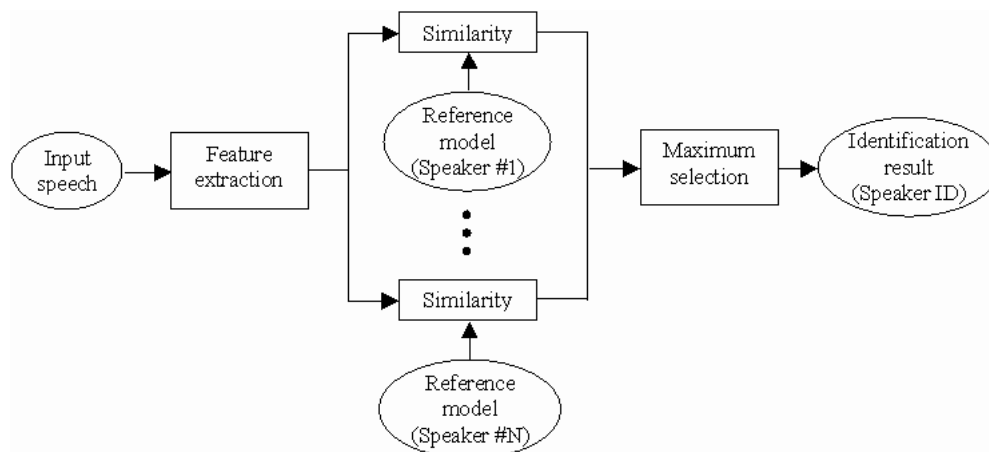 Similarity
Reference
model
(Speaker #1)
Input
speech
Feature
extraction
Maximum
selection
Identification
result
(Speaker ID)
Similarity
Reference
model
(Speaker #N)